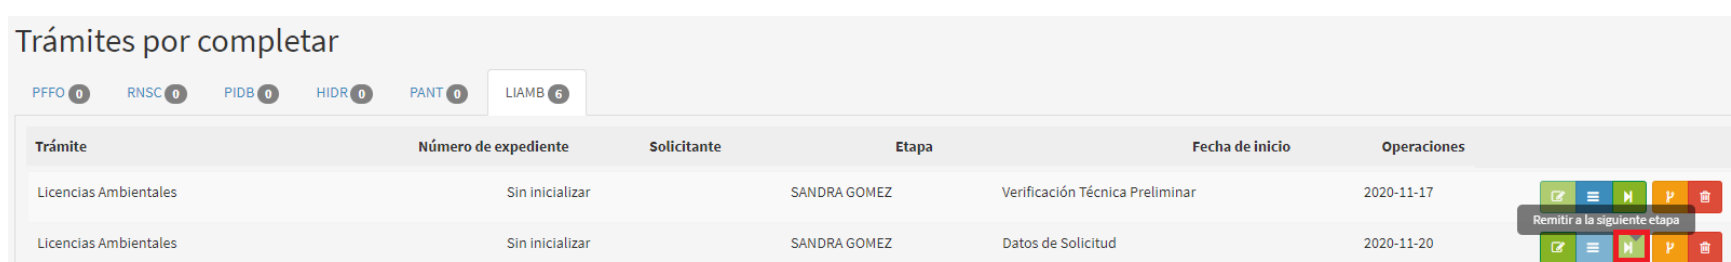 Trámites por completar
PFFO 0 RNSC 0 PIDB 0 HIDR 0 PANT 0 LIAMB 6
Trámite Número de expediente Solicitante Etapa Fecha de inicio Operaciones
Licencias Ambientales Sin inicializar SANDRA GOMEZ Verificación Técnica Preliminar 2020-11-17
Remitir a la siguiente etapa
Licencias Ambientales Sin inicializar SANDRA GOMEZ Datos de Solicitud 2020-11-20